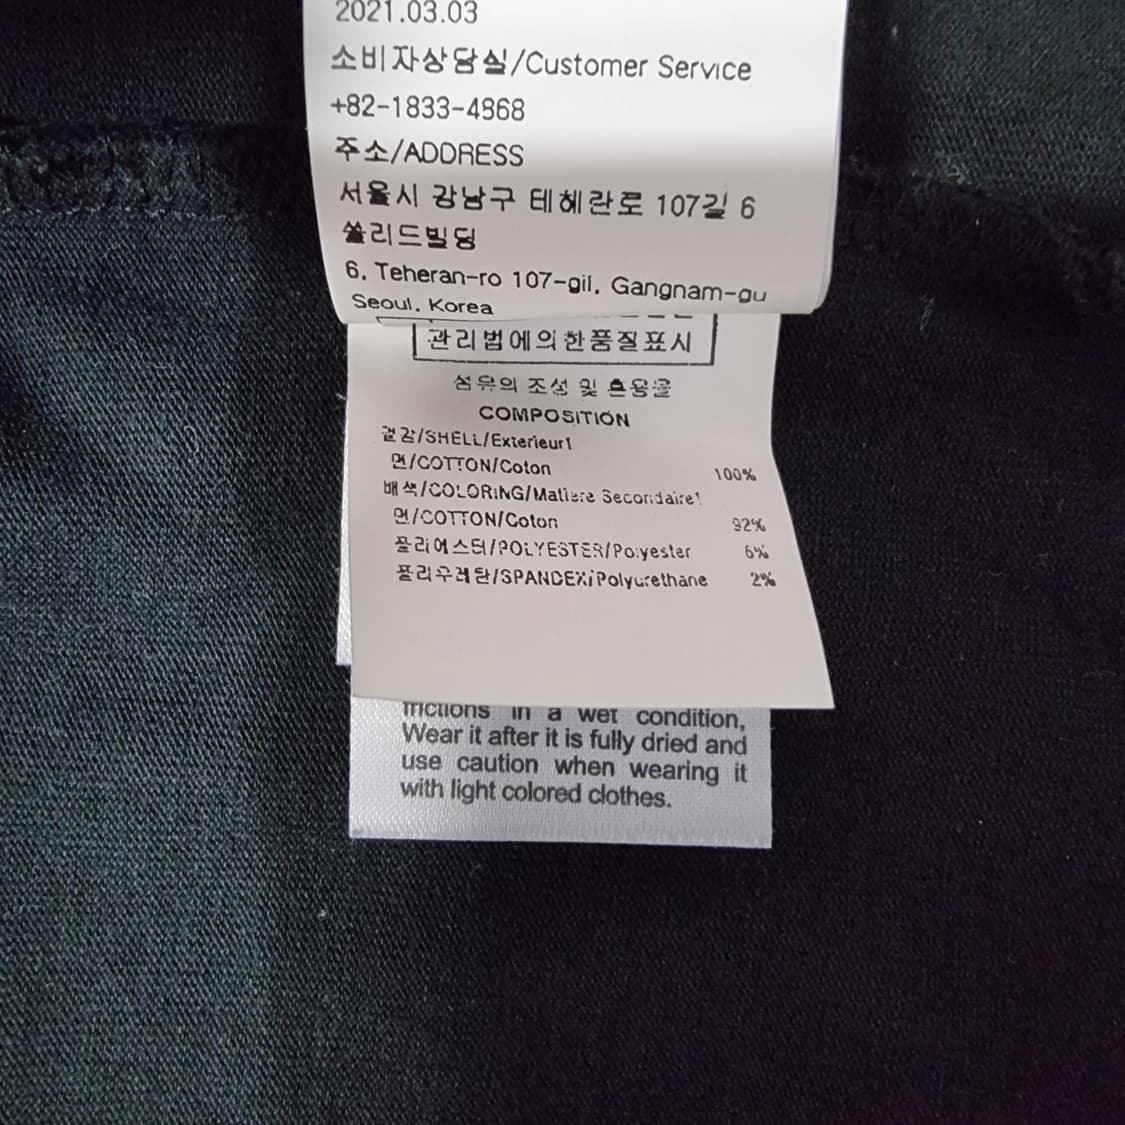 2021.03.03
소비자상담실/Customer Service
+82-1833-4968
주소/ADDRESS
서울시 강남구 테헤란로 107길 6
쏠리드빌딩
6, Teheran-ro 107-gil, Gangnam-gu
Seoul, Korea
관리법에의한품질표시
섬유의 조성 및 혼용율
COMPOSITION
겉감/SHELL/Exterieur1
면/COTTON/Coton 100%
배색/COLORING/Matiere Secondaire1
면/COTTON/Coton 92%
폴리에스터/POLYESTER/Polyester 6%
폴리우레탄/SPANDEX/Polyurethane 2%
frictions in a wet condition,
Wear it after it is fully dried and
use caution when wearing it
with light colored clothes.